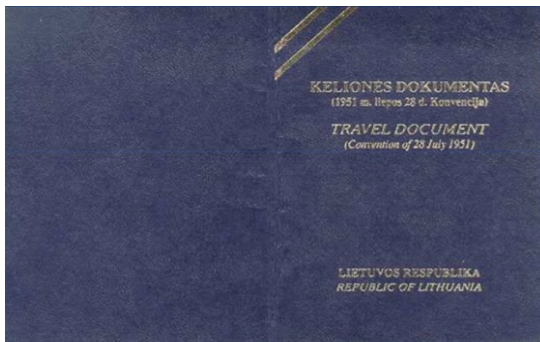 KELIONĖS DOKUMENTAS
(1951 m. liepos 28 d. Konvencija)
TRAVEL DOCUMENT
(Convention of 28 July 1951)
LIETUVOS RESPUBLIKA
REPUBLIC OF LITHUANIA